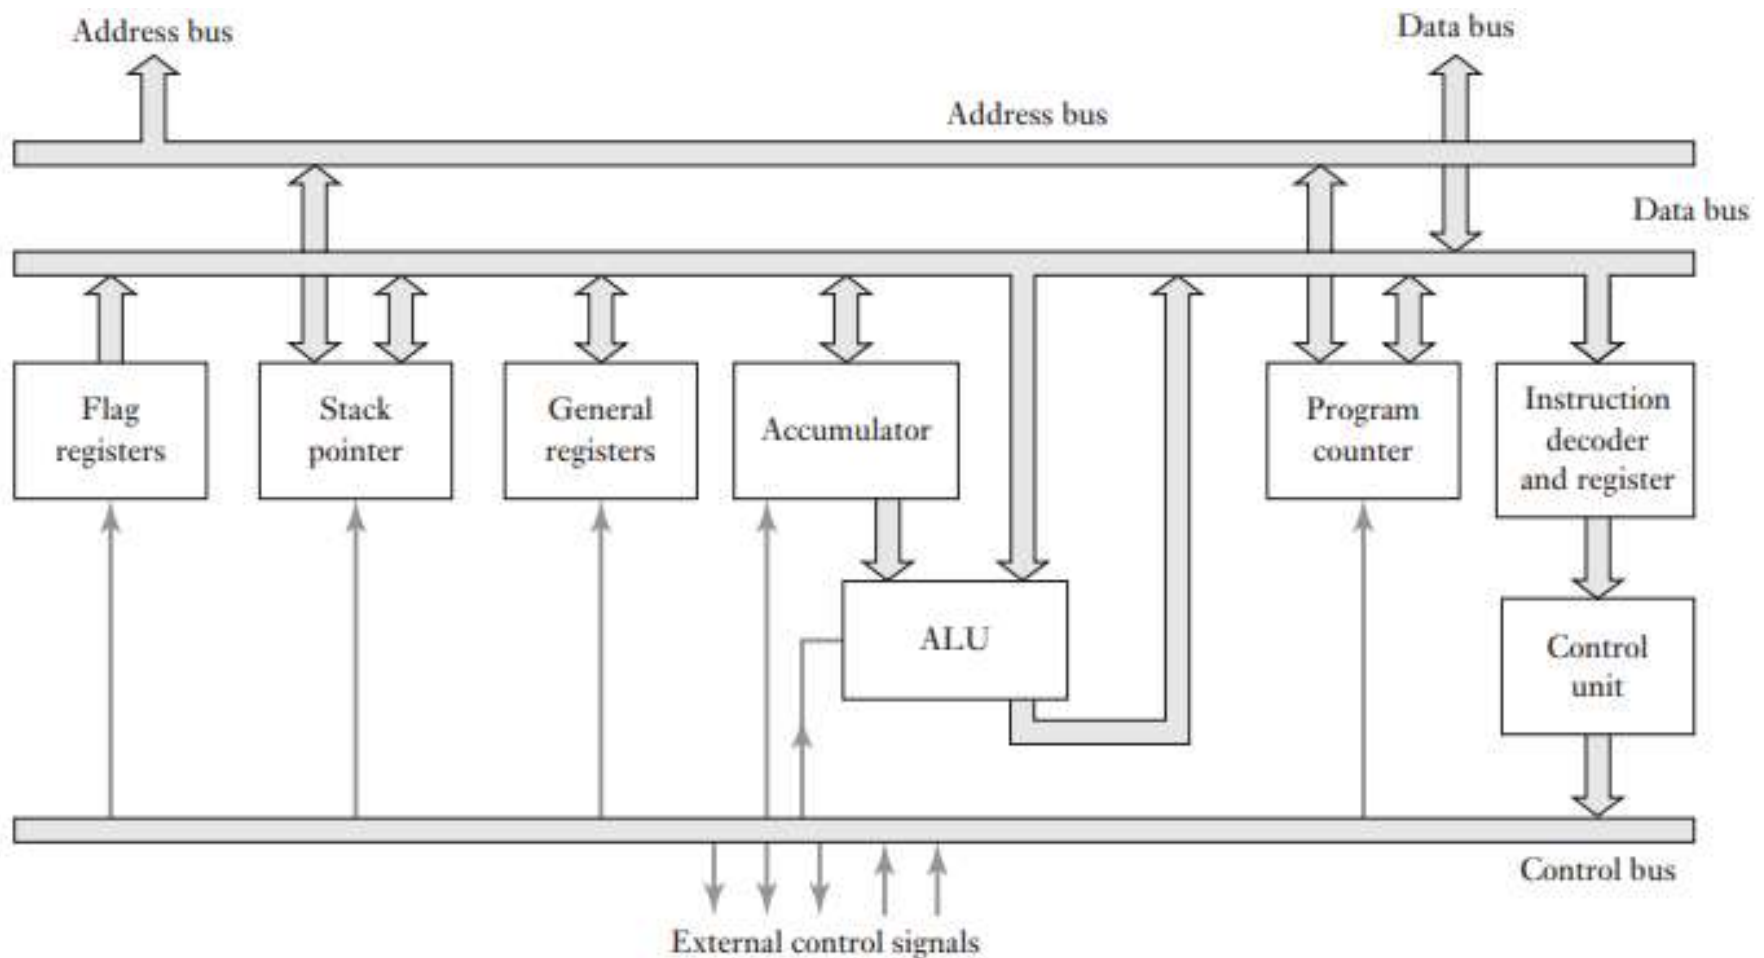 Address bus
Data bus
Address bus
Data bus
Flag
registers
Stack
pointer
General
registers
Accumulator
Program
counter
Instruction
decoder
and register
ALU
Control
unit
Control bus
External control signals